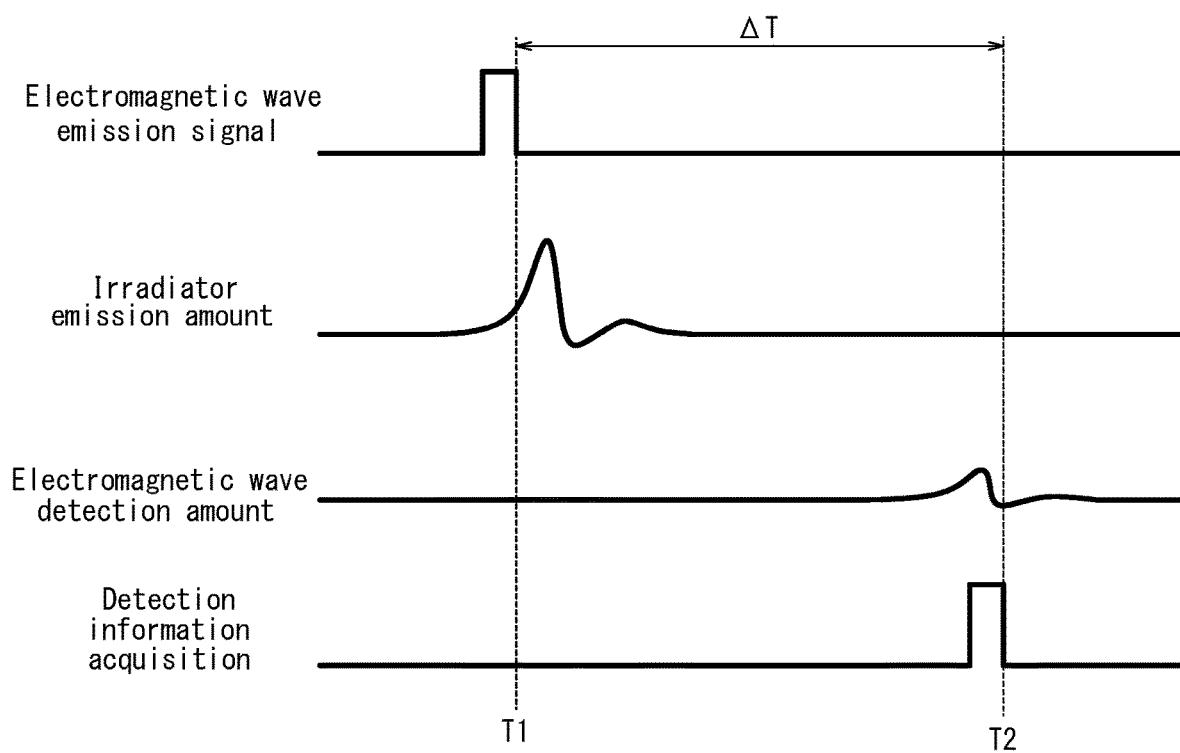 ΔT
Electromagnetic wave
emission signal
Irradiator
emission amount
Electromagnetic wave
detection amount
Detection
information
acquisition
T1
T2